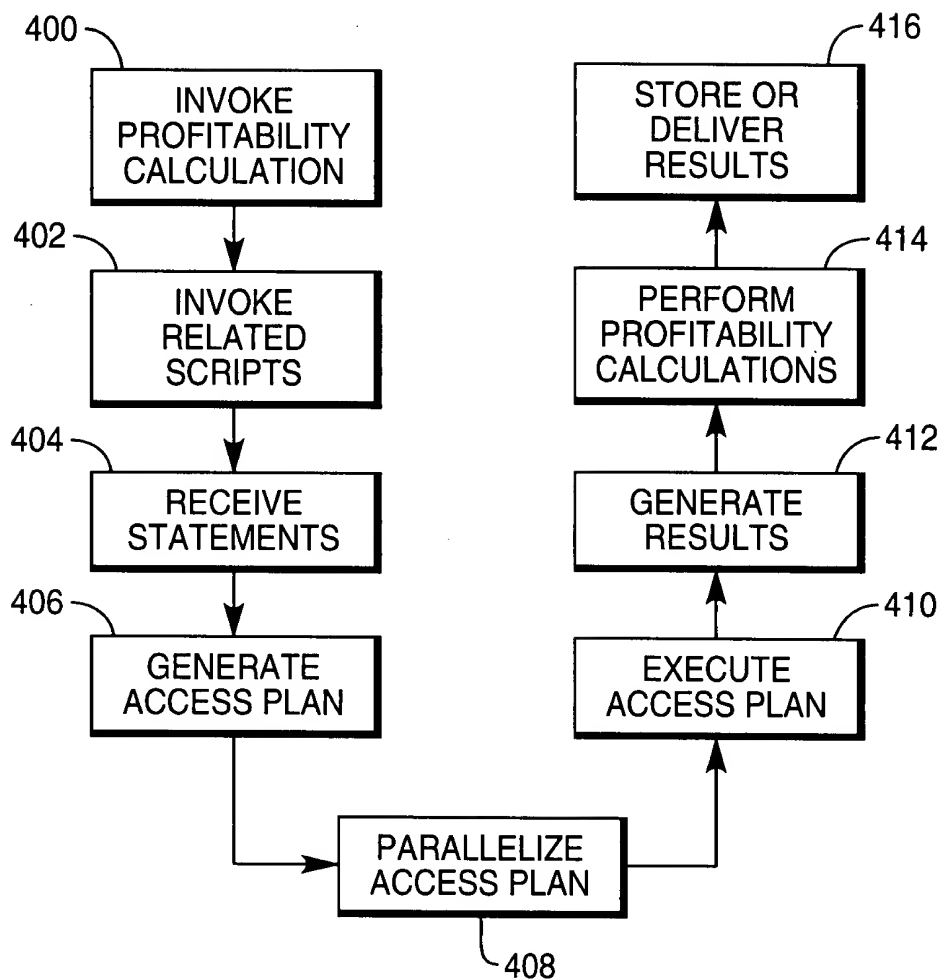 400
INVOKE
PROFITABILITY
CALCULATION
402
INVOKE
RELATED
SCRIPTS
404
RECEIVE
STATEMENTS
406
GENERATE
ACCESS PLAN
PARALLELIZE
ACCESS PLAN
408
410
EXECUTE
ACCESS PLAN
412
GENERATE
RESULTS
414
PERFORM
PROFITABILITY
CALCULATIONS
416
STORE OR
DELIVER
RESULTS